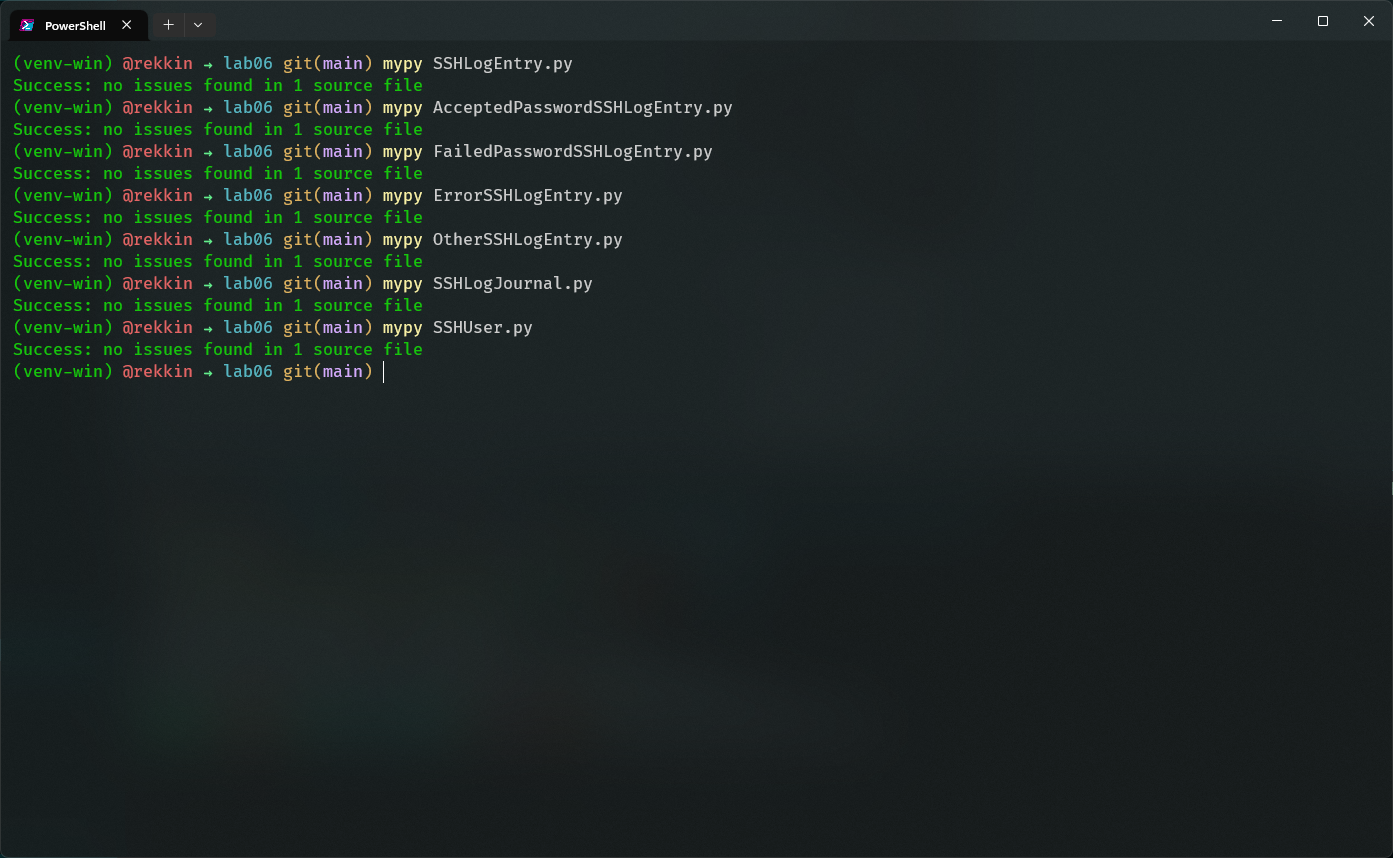 PowerShell
(venv-win) @rekkin → lab06 git(main) mypy SSHLogEntry.py
Success: no issues found in 1 source file
(venv-win) @rekkin → lab06 git(main) mypy AcceptedPasswordSSHLogEntry.py
Success: no issues found in 1 source file
(venv-win) @rekkin → lab06 git(main) mypy FailedPasswordSSHLogEntry.py
Success: no issues found in 1 source file
(venv-win) @rekkin → lab06 git(main) mypy ErrorSSHLogEntry.py
Success: no issues found in 1 source file
(venv-win) @rekkin → lab06 git(main) mypy OtherSSHLogEntry.py
Success: no issues found in 1 source file
(venv-win) @rekkin → lab06 git(main) mypy SSHLogJournal.py
Success: no issues found in 1 source file
(venv-win) @rekkin → lab06 git(main) mypy SSHUser.py
Success: no issues found in 1 source file
(venv-win) @rekkin → lab06 git(main)